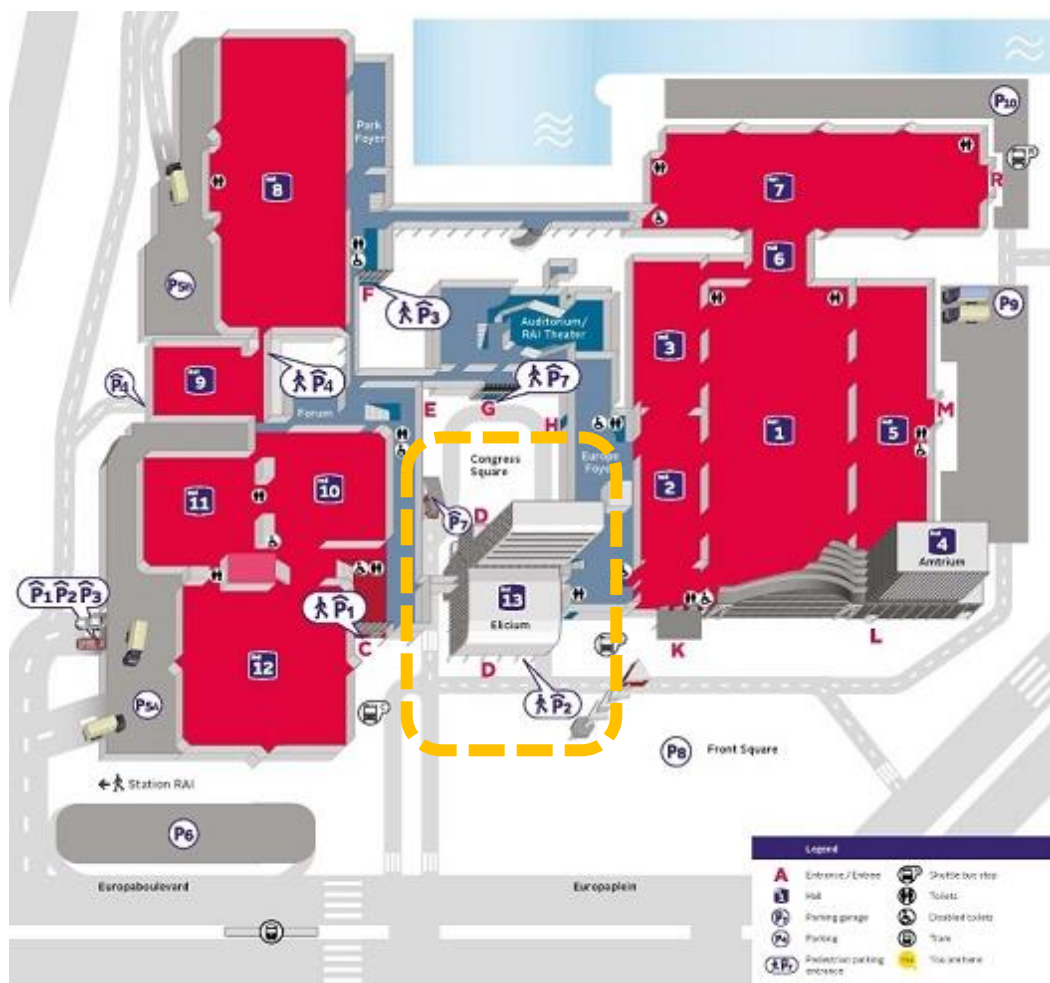 P10
Park
Foyer
8
7
R
6
P5B
F
P3
P9
Auditorium/
RAI Theater
3
P4
P4
P7
9
E
G
M
Forum
H
1
5
Congress
Square
Europe
Foyer
10
11
2
P7
D
4
Amtrium
P1 P2 P3
P1
13
Elicium
C
K
L
12
D
P2
P5A
P8
Front Square
Station RAI
P6
Europaboulevard
Europaplein
Legend
A
Entrance / Entree
Shuttle bus stop
Hall
Toilets
Parking garage
Disabled toilets
Parking
Tram
Pedestrian parking
entrance
You are here